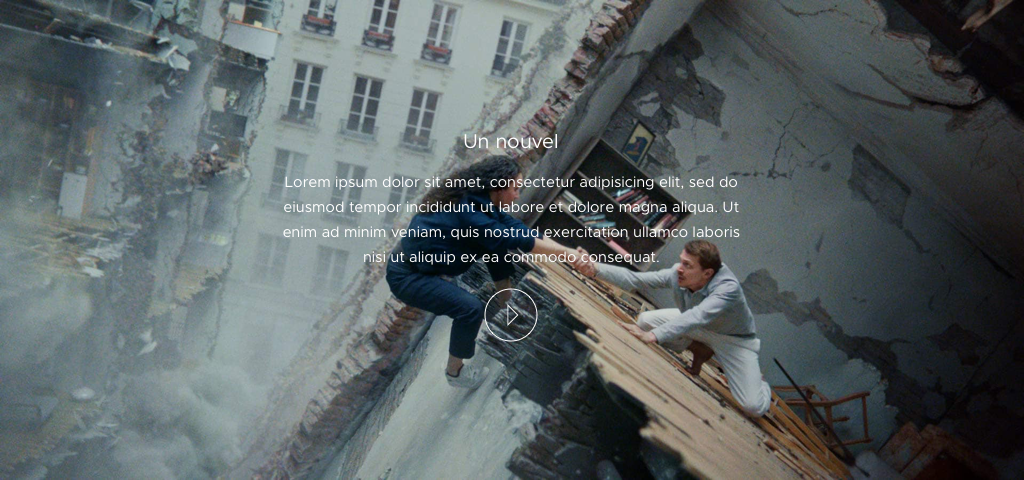 Un nouvel
Lorem ipsum dolor sit amet, consectetur adipisicing elit, sed do
eiusmod tempor incididunt ut labore et dolore magna aliqua. Ut
enim ad minim veniam, quis nostrud exercitation ullamco laboris
nisi ut aliquip ex ea commodo consequat.